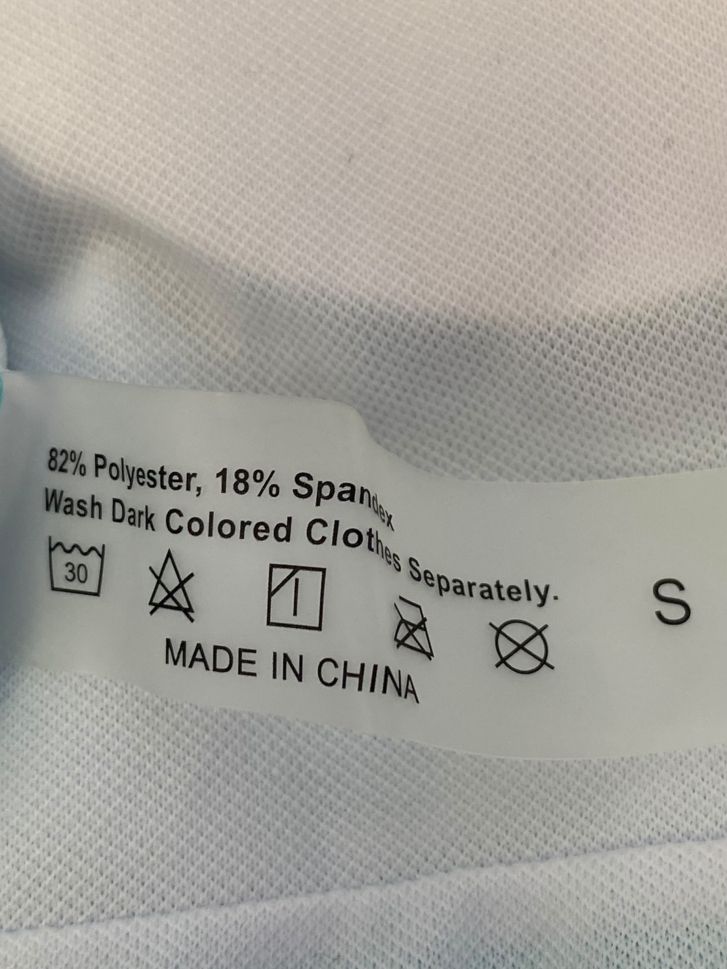 82% Polyester, 18% Spandex
Wash Dark Colored Clothes Separately.
30
MADE IN CHINA
S